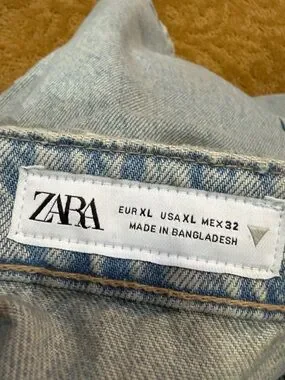 ZARA
EUR XL USA XL MEX 32
MADE IN BANGLADESH